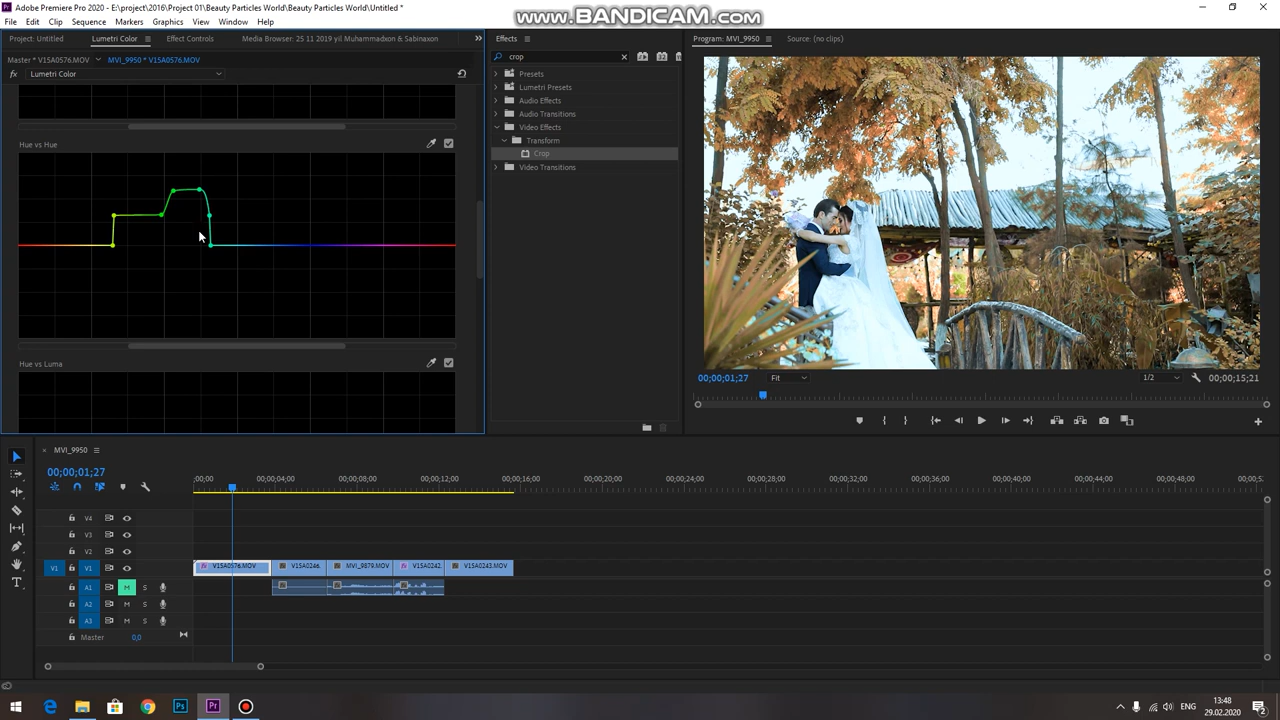 Adobe Premiere Pro 2020 - E:\project\2016\Project 01\Beauty Particles World\Beauty Particles World\Untitled *
www.BANDICAM.com
File Edit Clip Sequence Markers Graphics View Window Help
Project: Untitled
Lumetri Color
Effect Controls
Media Browser: 25 11 2019 yil Muhammadxon & Sabinaxon
Effects
Program: MVI_9950
Source: (no clips)
Master * V1SA0576.MOV
MVI_9950 * V1SA0576.MOV
fx
Lumetri Color
crop
Presets
Lumetri Presets
Audio Effects
Audio Transitions
Video Effects
Transform
Crop
Video Transitions
Hue vs Hue
Hue vs Luma
00;00;01;27
Fit
1/2
00;00;15;21
MVI_9950
00;00;01;27
;00;00
00;00;04;00
00;00;08;00
00;00;12;00
00;00;16;00
00;00;20;00
00;00;24;00
00;00;28;00
00;00;32;00
00;00;36;00
00;00;40;00
00;00;44;00
00;00;48;00
00;00;5
V4
V3
V2
V1 V1
V1SA0576.MOV
V1SA0246.
MVI_9879.MOV
V1SA0242.
V1SA0243.MOV
A1 M S
A2 M S
A3 M S
Master 0,0
Ps
Pr
ENG
13:48
29.02.2020
2